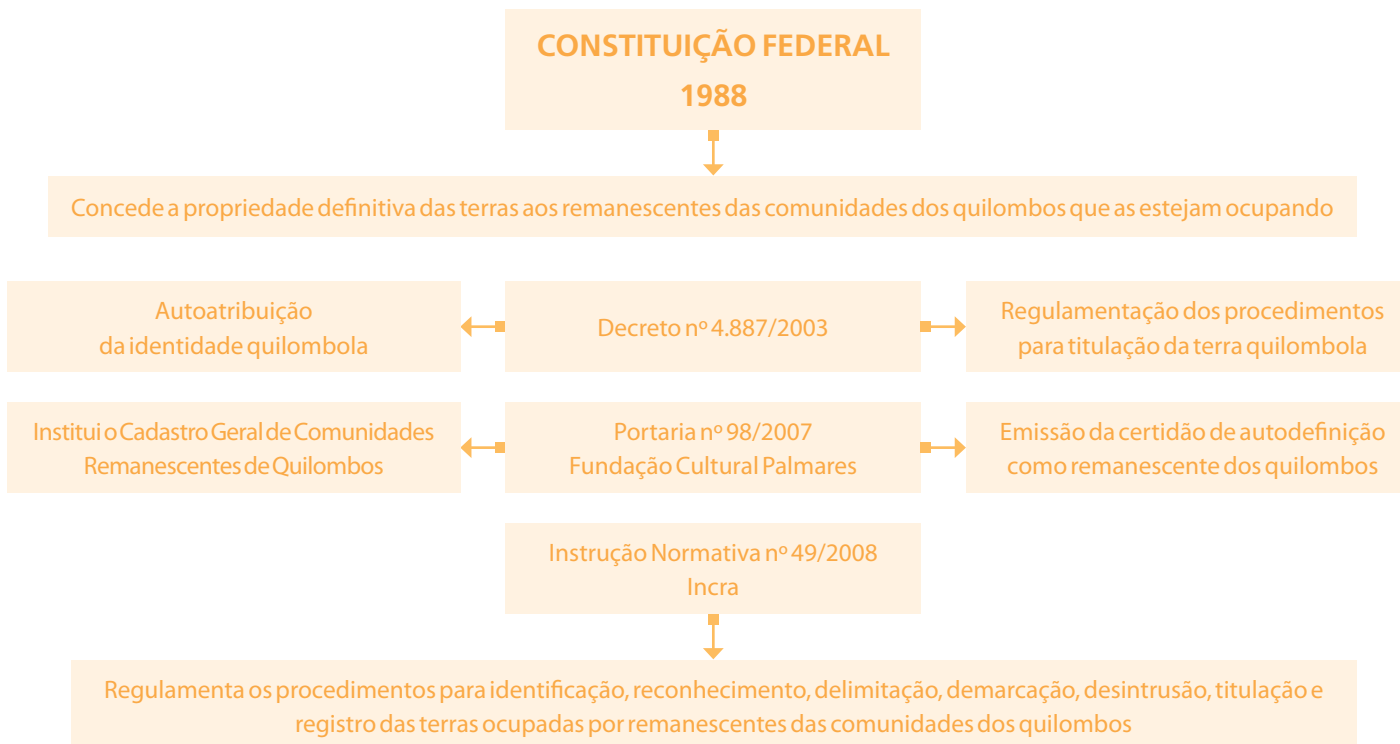 CONSTITUIÇÃO FEDERAL
1988
Concede a propriedade definitiva das terras aos remanescentes das comunidades dos quilombos que as estejam ocupando
Autoatribuição
da identidade quilombola
Decreto nº 4.887/2003
Regulamentação dos procedimentos
para titulação da terra quilombola
Institui o Cadastro Geral de Comunidades
Remanescentes de Quilombos
Portaria nº 98/2007
Fundação Cultural Palmares
Emissão da certidão de autodefinição
como remanescente dos quilombos
Instrução Normativa nº 49/2008
Incra
Regulamenta os procedimentos para identificação, reconhecimento, delimitação, demarcação, desintrusão, titulação e
registro das terras ocupadas por remanescentes das comunidades dos quilombos